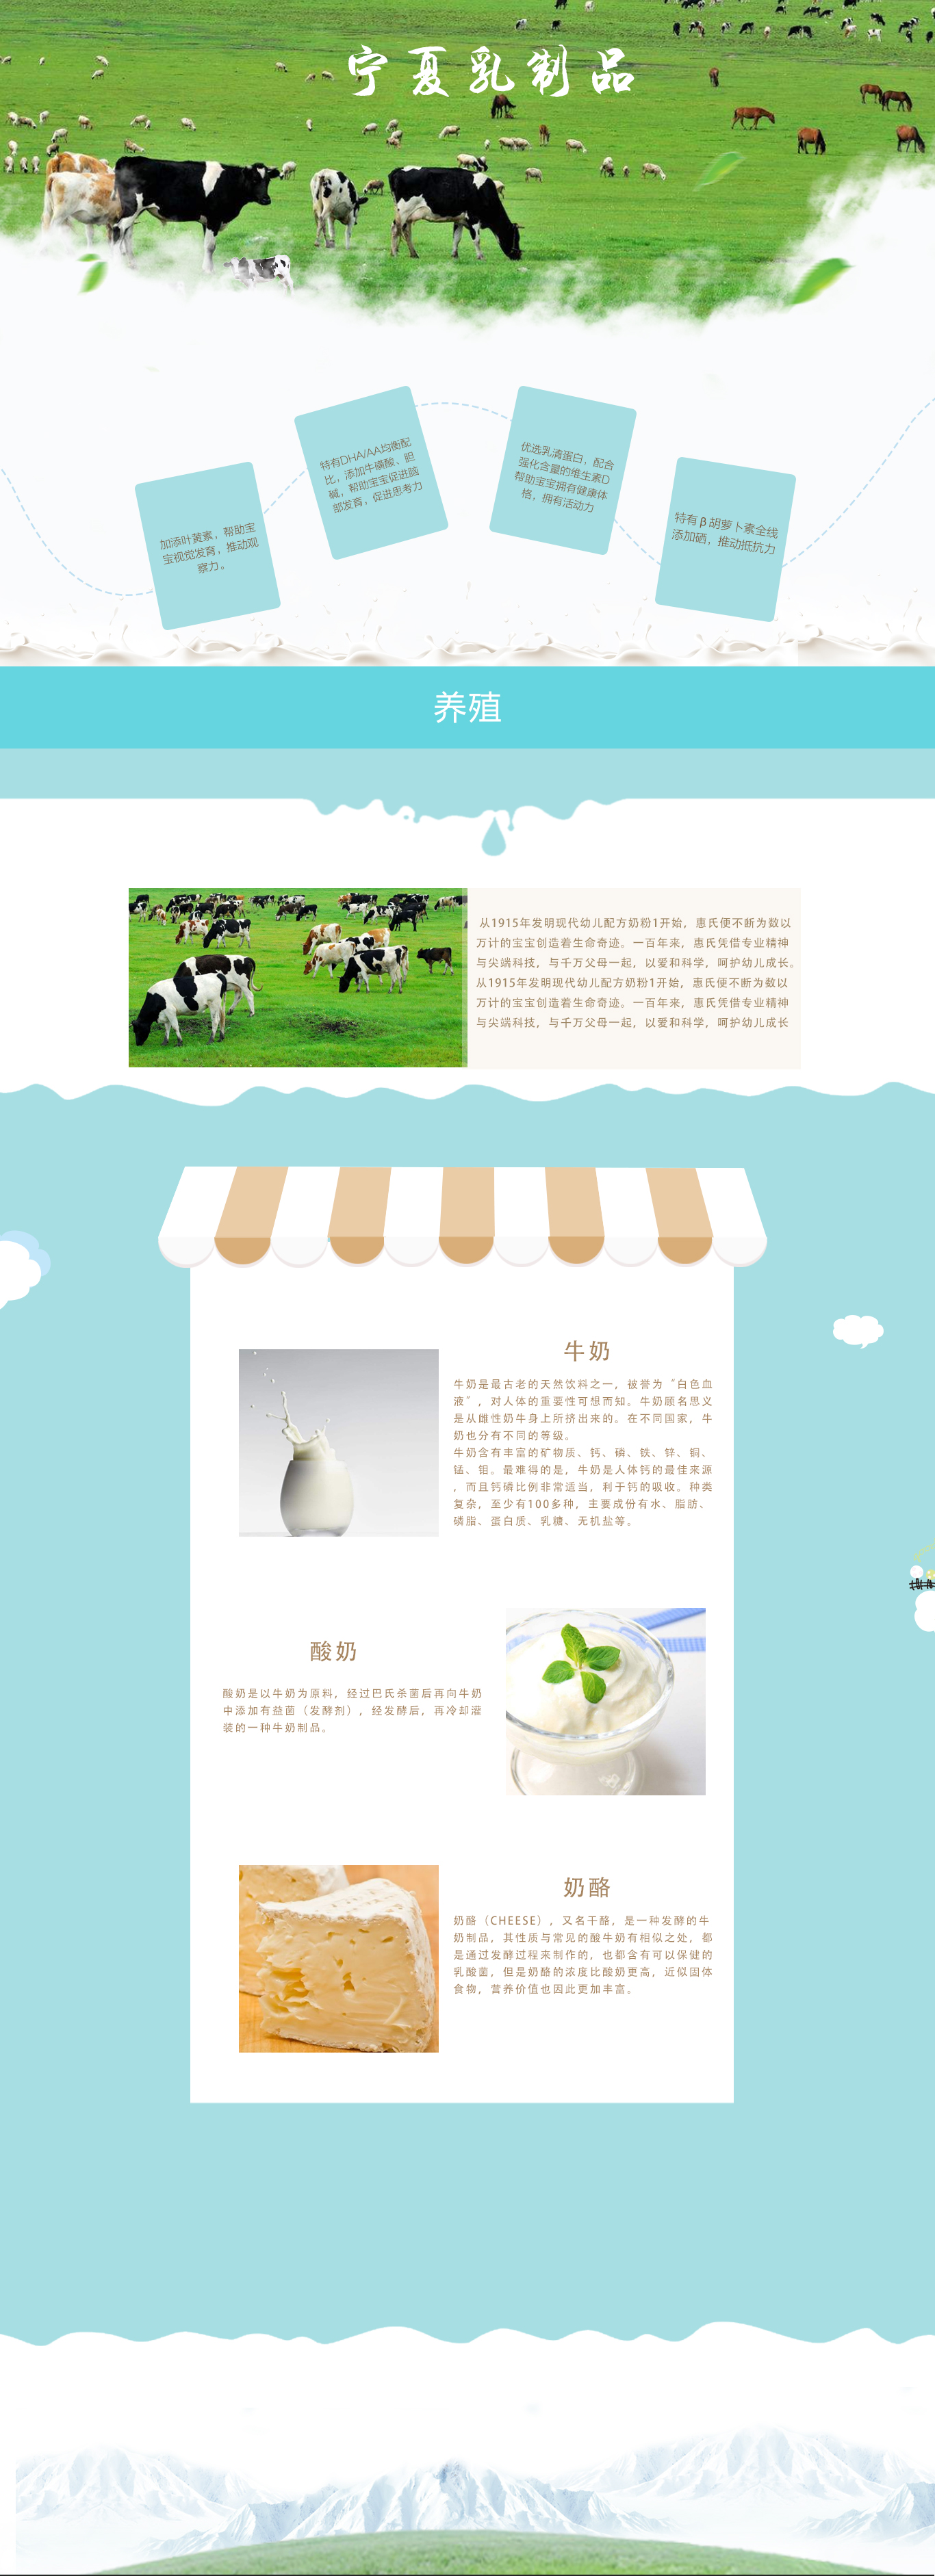 宁夏乳制品
加添叶黄素，帮助宝
宝视觉发育，推动观
察力。
特有DHA/AA均衡配
比，添加牛磺酸、胆
碱，帮助宝宝促进脑
部发育，促进思考力
优选乳清蛋白，配合
强化含量的维生素D
帮助宝宝拥有健康体
格，拥有活动力
特有β胡萝卜素全线
添加硒，推动抵抗力
养殖
从1915年发明现代幼儿配方奶粉1开始，惠氏便不断为数以
万计的宝宝创造着生命奇迹。一百年来，惠氏凭借专业精神
与尖端科技，与千万父母一起，以爱和科学，呵护幼儿成长。
从1915年发明现代幼儿配方奶粉1开始，惠氏便不断为数以
万计的宝宝创造着生命奇迹。一百年来，惠氏凭借专业精神
与尖端科技，与千万父母一起，以爱和科学，呵护幼儿成长
牛奶
牛奶是最古老的天然饮料之一，被誉为“白色血
液”，对人体的重要性可想而知。牛奶顾名思义
是从雌性奶牛身上所挤出来的。在不同国家，牛
奶也分有不同的等级。
牛奶含有丰富的矿物质、钙、磷、铁、锌、铜、
锰、钼。最难得的是，牛奶是人体钙的最佳来源
，而且钙磷比例非常适当，利于钙的吸收。种类
复杂，至少有100多种，主要成份有水、脂肪、
磷脂、蛋白质、乳糖、无机盐等。
酸奶
酸奶是以牛奶为原料，经过巴氏杀菌后再向牛奶
中添加有益菌（发酵剂），经发酵后，再冷却灌
装的一种牛奶制品。
奶酪
奶酪（CHEESE），又名干酪，是一种发酵的牛
奶制品，其性质与常见的酸牛奶有相似之处，都
是通过发酵过程来制作的，也都含有可以保健的
乳酸菌，但是奶酪的浓度比酸奶更高，近似固体
食物，营养价值也因此更加丰富。